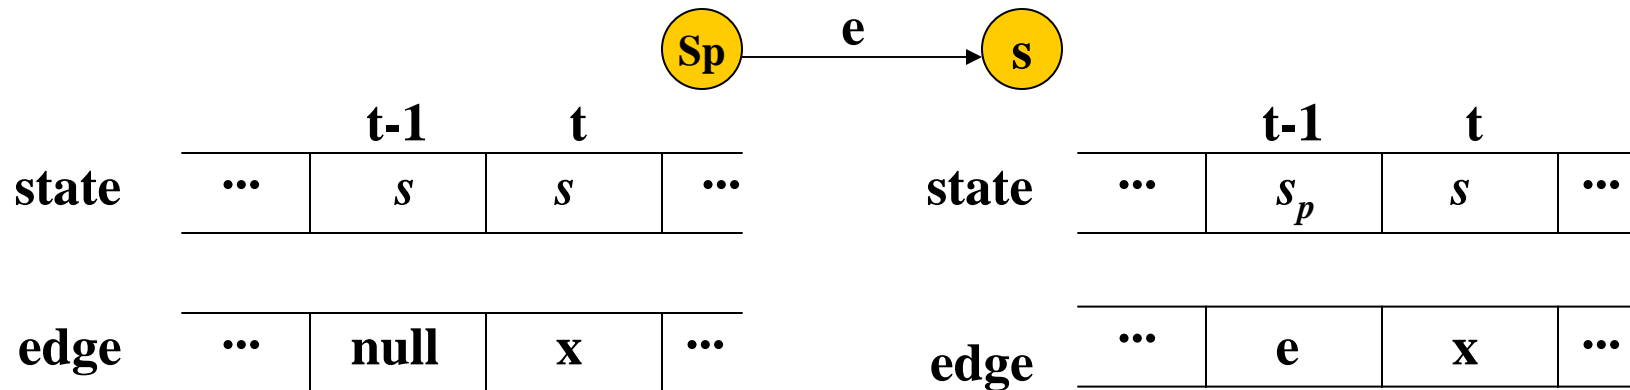 Sp e s
t-1 t t-1 t
state ... s s ... state ... s_p s ...
edge ... null x ... edge ... e x ...